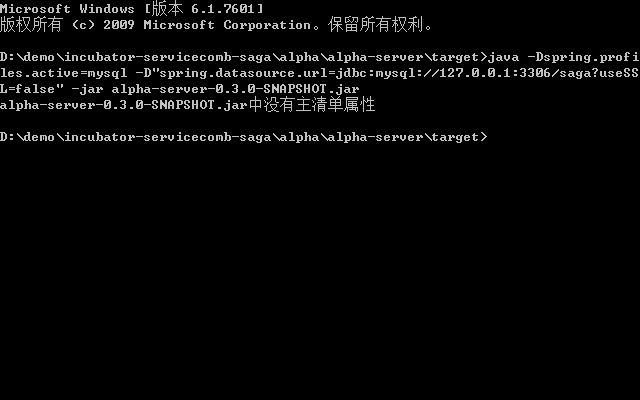 Microsoft Windows [版本 6.1.7601]
版权所有 (c) 2009 Microsoft Corporation。保留所有权利。
D:\demo\incubator-servicecomb-saga\alpha\alpha-server\target>java -Dspring.profi
les.active=mysql -D"spring.datasource.url=jdbc:mysql://127.0.0.1:3306/saga?useSS
L=false" -jar alpha-server-0.3.0-SNAPSHOT.jar
alpha-server-0.3.0-SNAPSHOT.jar中没有主清单属性
D:\demo\incubator-servicecomb-saga\alpha\alpha-server\target>